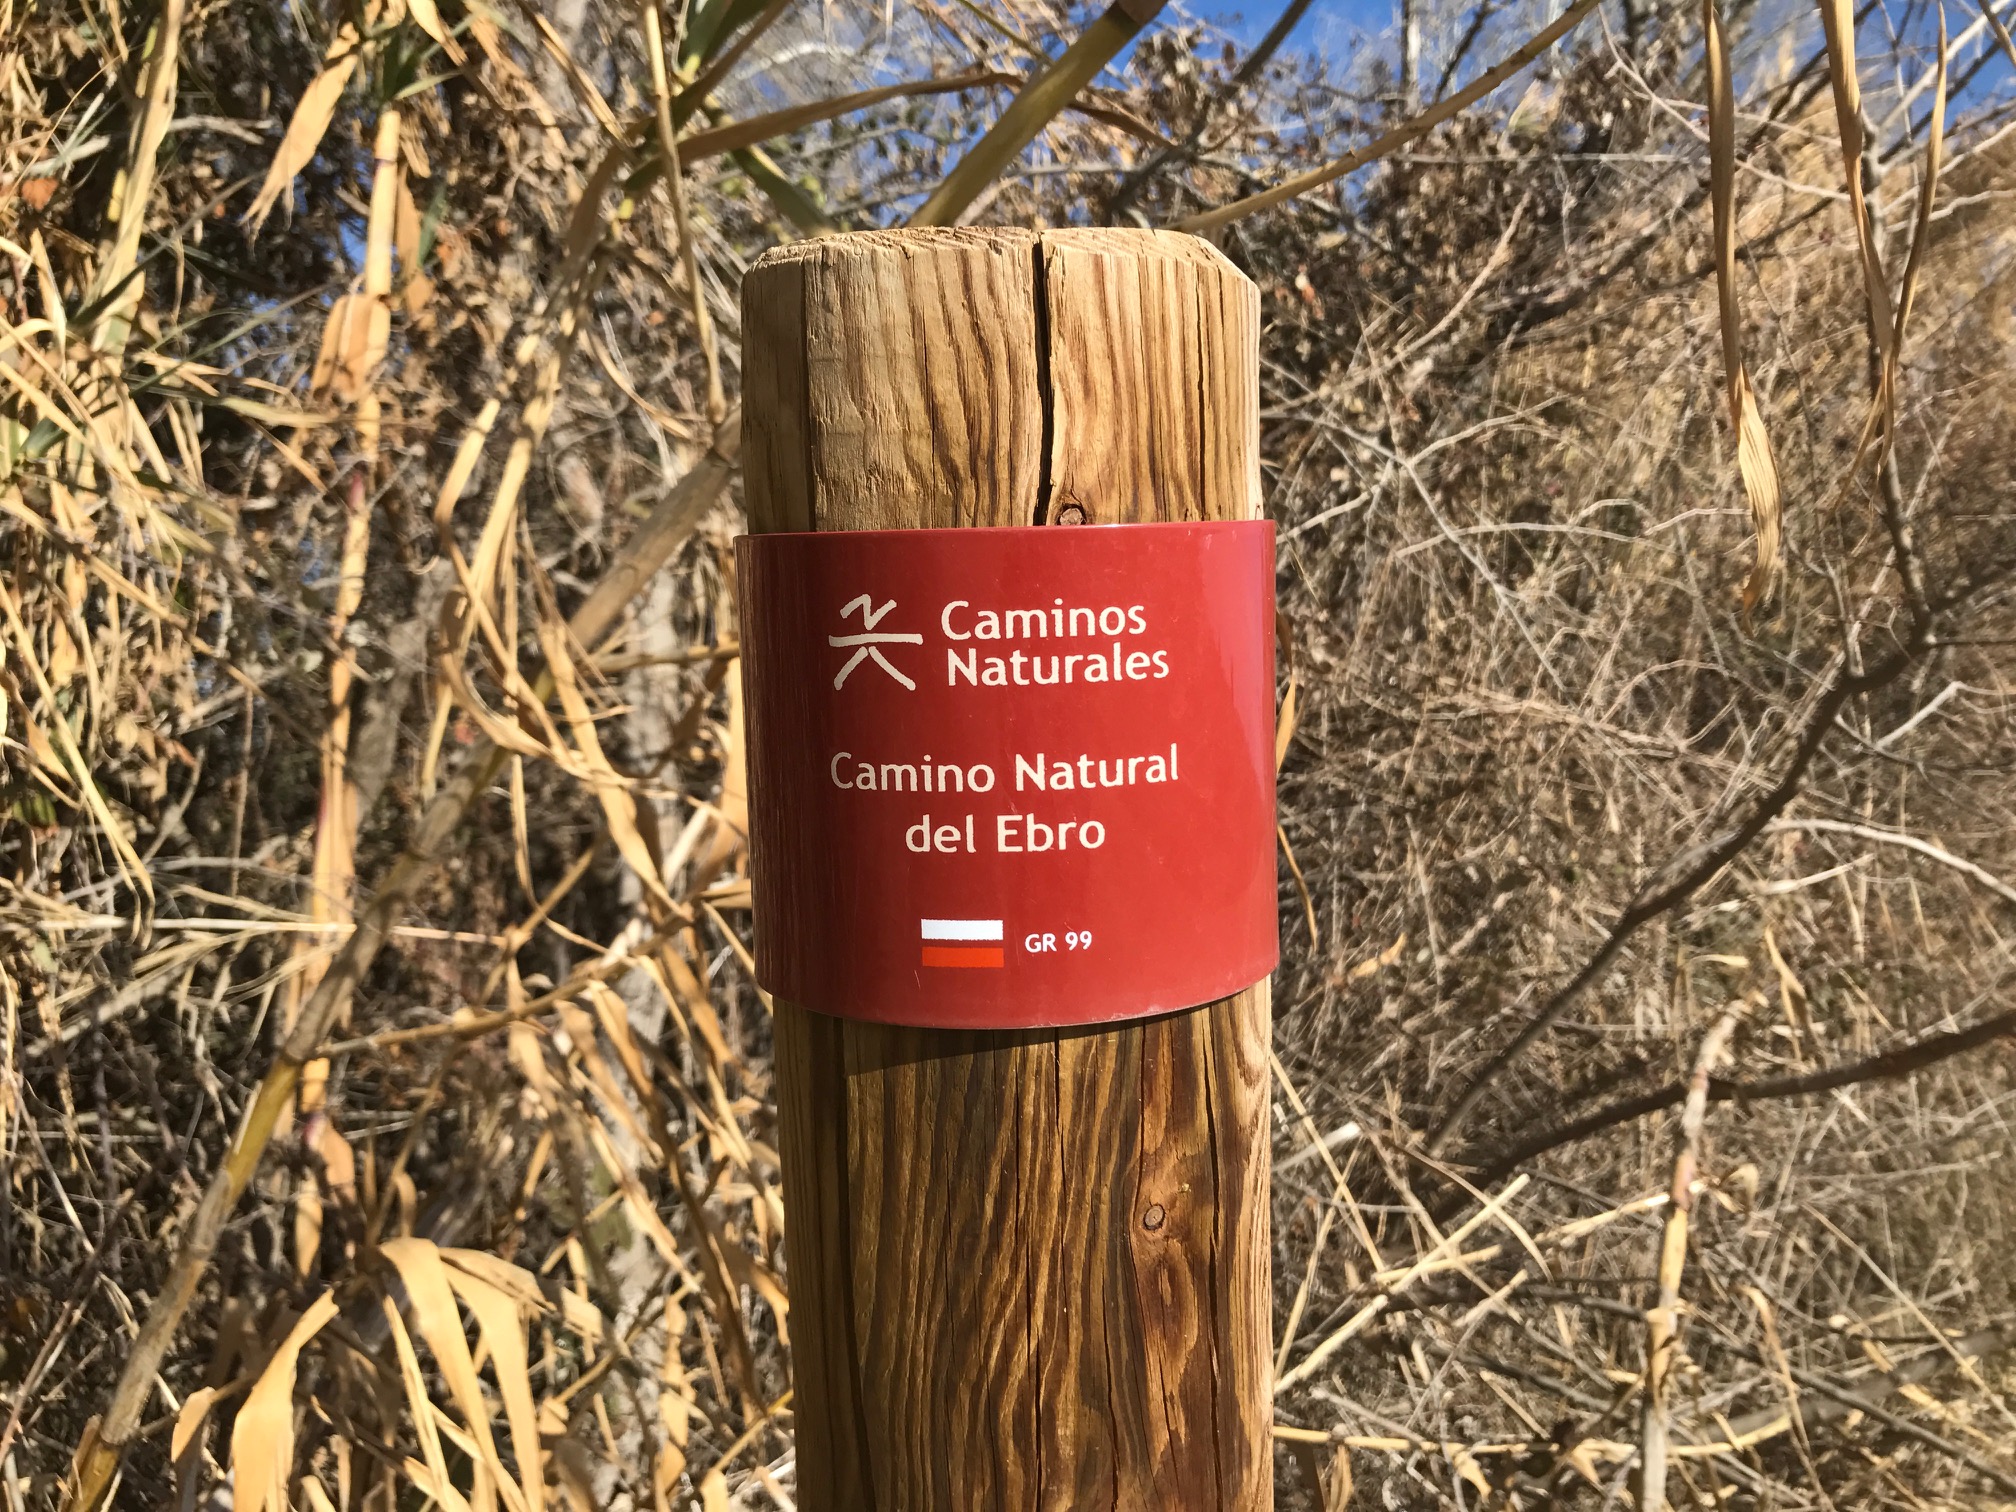 Caminos
Naturales
Camino Natural
del Ebro
GR 99